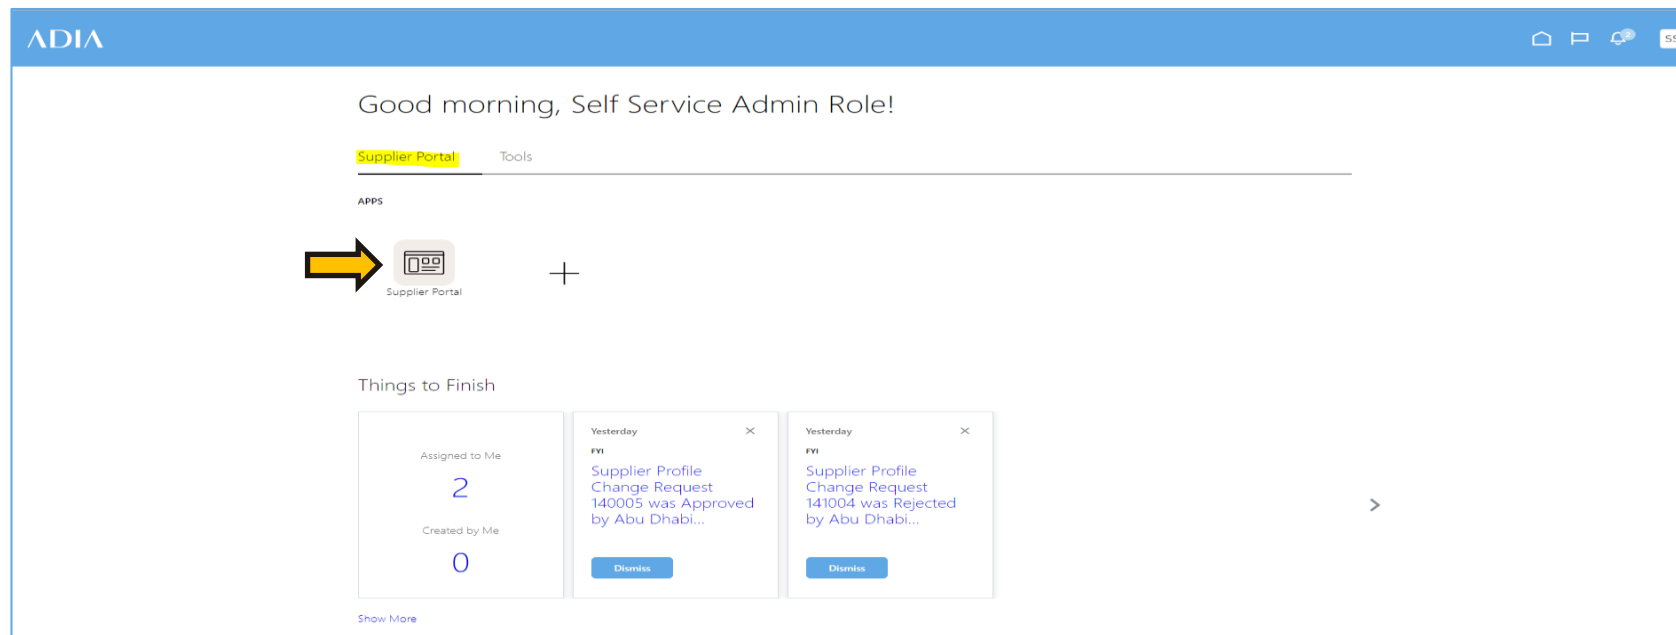 ADIA
2
SS
Good morning, Self Service Admin Role!
Supplier Portal
Tools
APPS
Supplier Portal
Things to Finish
Assigned to Me
2
Created by Me
0
Yesterday
FYI
Supplier Profile
Change Request
140005 was Approved
by Abu Dhabi...
Dismiss
Yesterday
FYI
Supplier Profile
Change Request
141004 was Rejected
by Abu Dhabi...
Dismiss
Show More